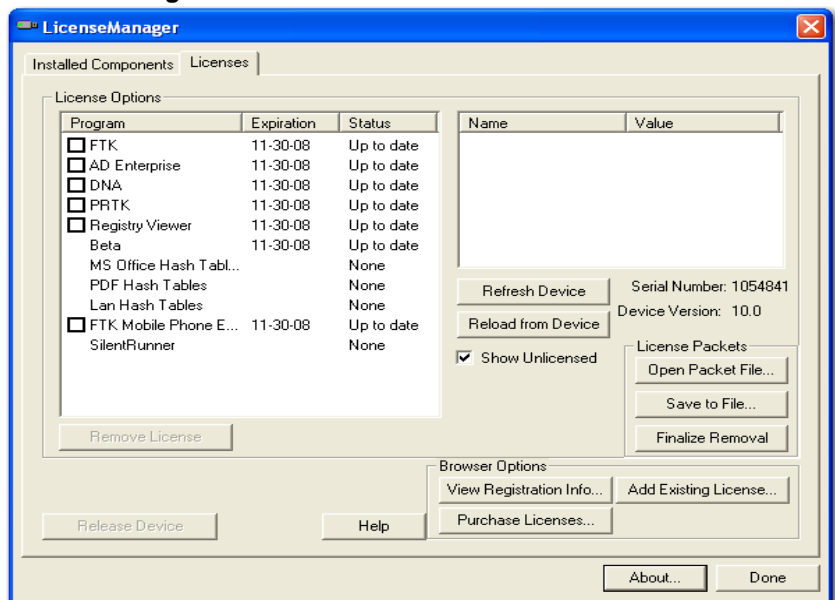 LicenseManager
Installed Components Licenses
License Options
Program Expiration Status
FTK 11-30-08 Up to date
AD Enterprise 11-30-08 Up to date
DNA 11-30-08 Up to date
PRTK 11-30-08 Up to date
Registry Viewer 11-30-08 Up to date
Beta 11-30-08 Up to date
MS Office Hash Tabl... None
PDF Hash Tables None
Lan Hash Tables None
FTK Mobile Phone E... 11-30-08 Up to date
SilentRunner None
Remove License
Name Value
Refresh Device
Serial Number: 1054841
Reload from Device
Device Version: 10.0
Show Unlicensed
License Packets
Open Packet File...
Save to File...
Finalize Removal
Browser Options
View Registration Info... Add Existing License...
Purchase Licenses...
Release Device
Help
About... Done